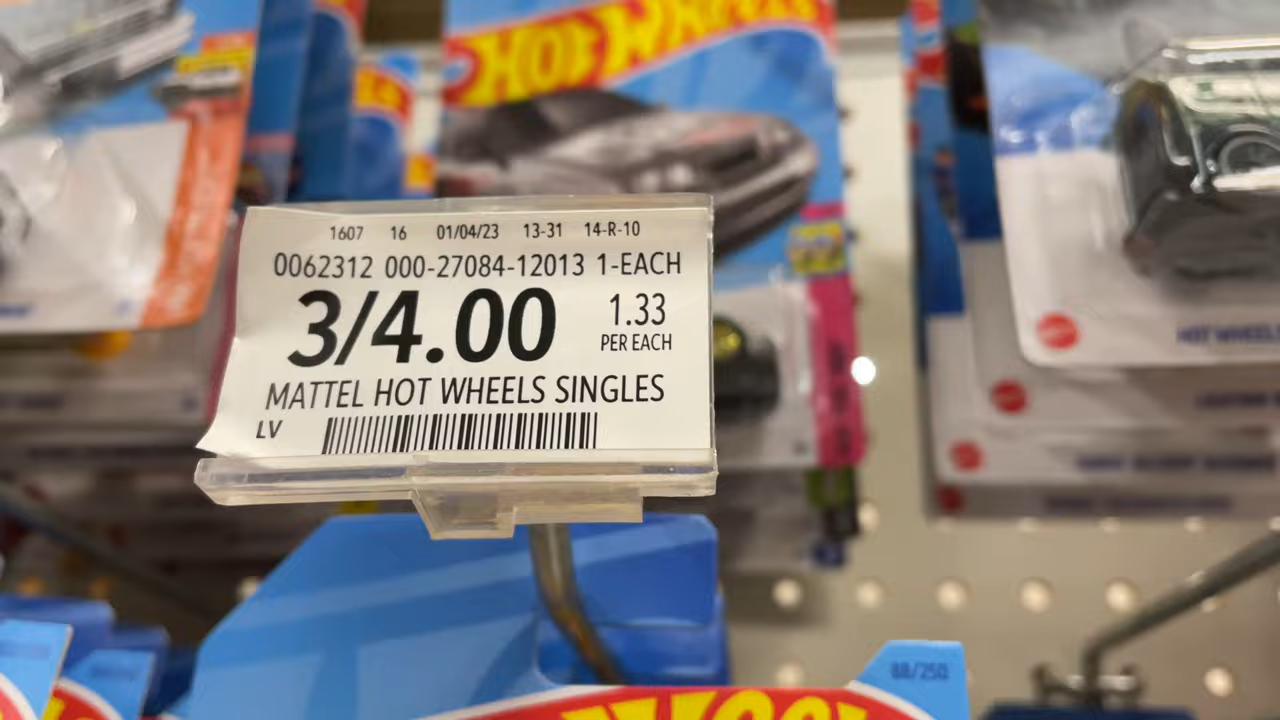 HOT WHEELS
1607 16 01/04/23 13-31 14-R-10
0062312 000-27084-12013 1-EACH
3/4.00 1.33
PER EACH
MATTEL HOT WHEELS SINGLES
LV
HOT WHEELS
88/250